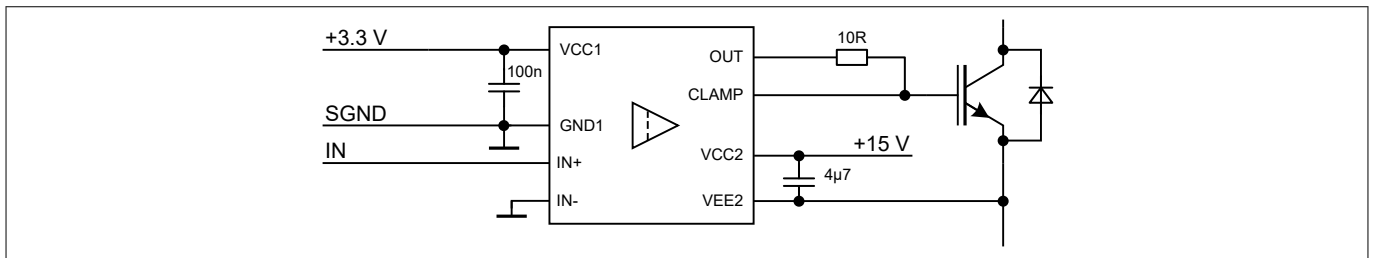 +3.3 V
VCC1
100n
SGND
GND1
IN
IN+
IN-
OUT
10R
CLAMP
VCC2
+15 V
4µ7
VEE2